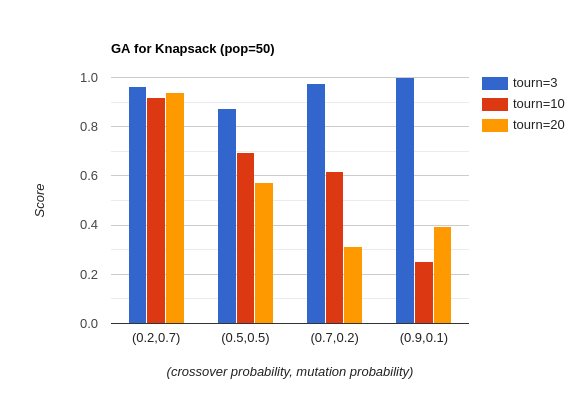 GA for Knapsack (pop=50)
1.0
0.8
0.6
0.4
0.2
0.0
Score
(0.2,0.7)
(0.5,0.5)
(0.7,0.2)
(0.9,0.1)
(crossover probability, mutation probability)
tourn=3
tourn=10
tourn=20